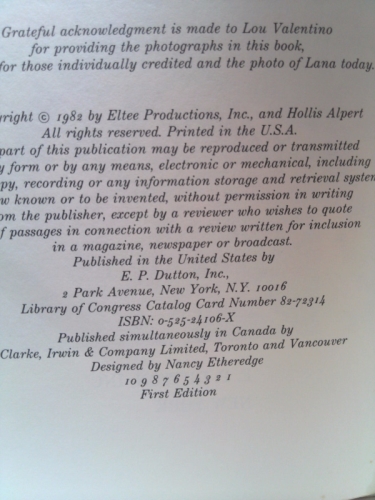 Grateful acknowledgment is made to Lou Valentino
for providing the photographs in this book,
for those individually credited and the photo of Lana today.
right © 1982 by Eltee Productions, Inc., and Hollis Alpert
All rights reserved. Printed in the U.S.A.
part of this publication may be reproduced or transmitted
y form or by any means, electronic or mechanical, including
py, recording or any information storage and retrieval system
w known or to be invented, without permission in writing
om the publisher, except by a reviewer who wishes to quote
f passages in connection with a review written for inclusion
in a magazine, newspaper or broadcast.
Published in the United States by
E. P. Dutton, Inc.,
2 Park Avenue, New York, N.Y. 10016
Library of Congress Catalog Card Number 82-72314
ISBN: 0-525-24106-X
Published simultaneously in Canada by
Clarke, Irwin & Company Limited, Toronto and Vancouver
Designed by Nancy Etheredge
10 9 8 7 6 5 4 3 2 1
First Edition